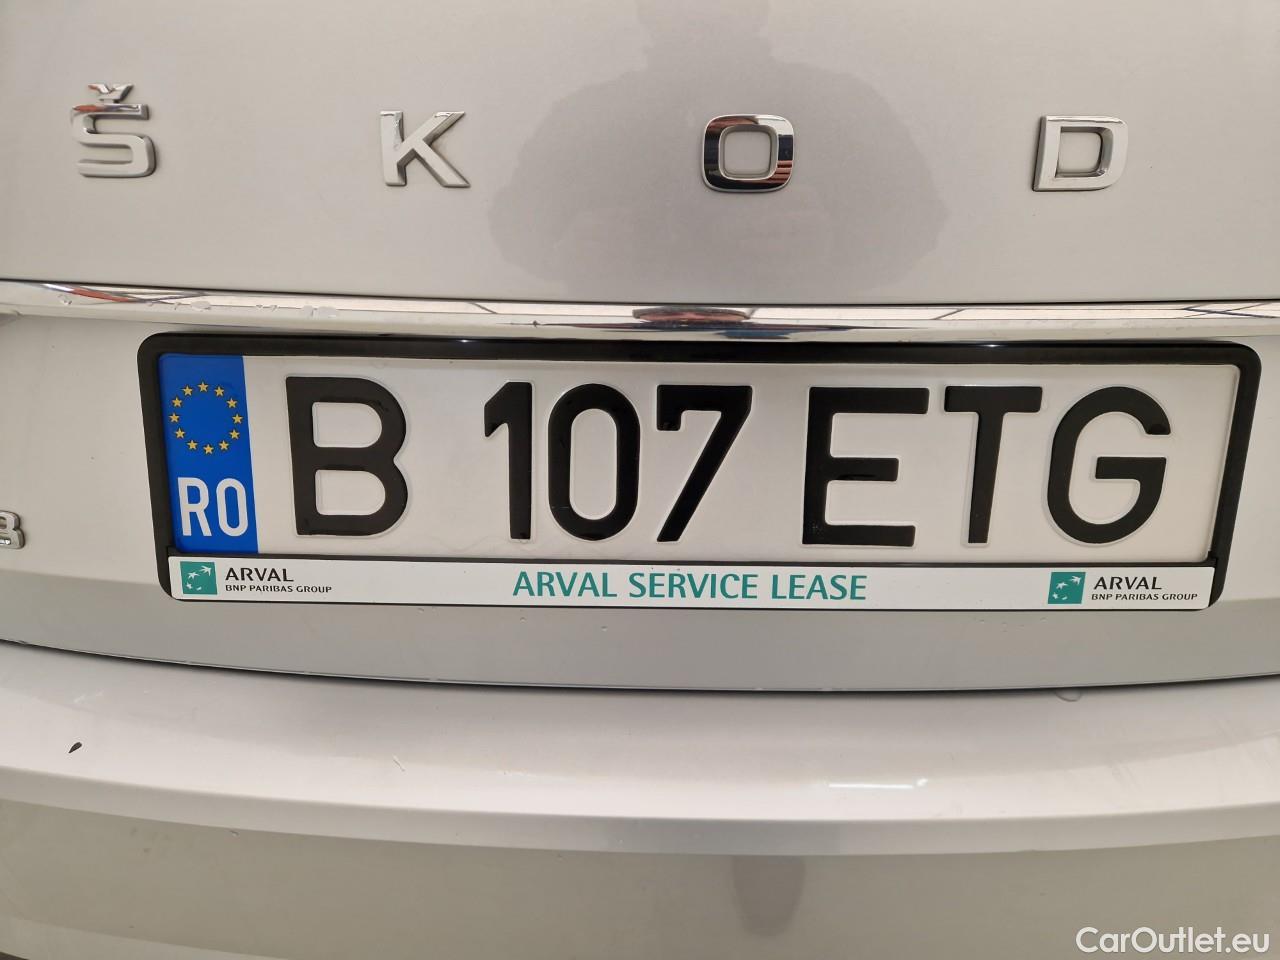 ŠKOD
B 107 ETG
RO
B
ARVAL
BNP PARIBAS GROUP
ARVAL SERVICE LEASE
ARVAL
BNP PARIBAS GROUP
CarOutlet.eu